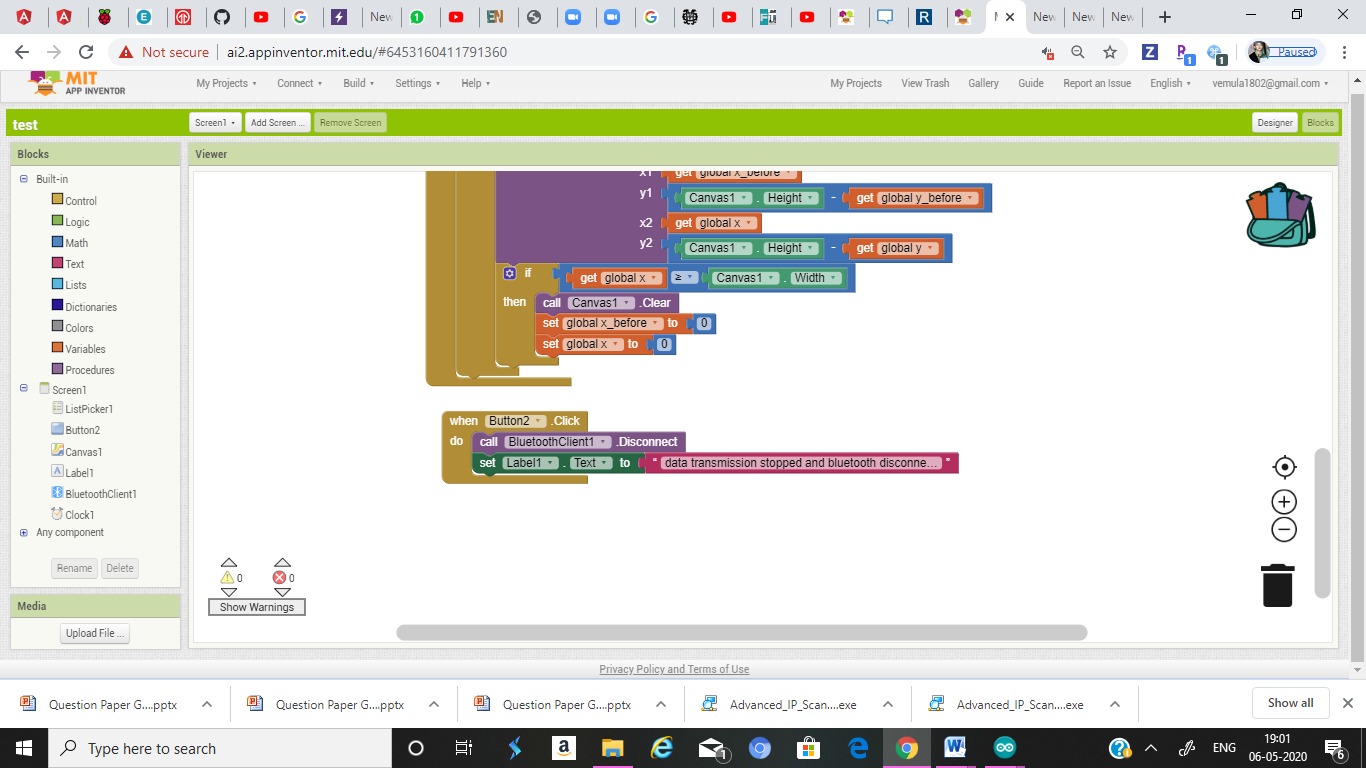 New
New
New
New
Not secure
ai2.appinventor.mit.edu/#6453160411791360
1
1
Paused
MIT
APP INVENTOR
My Projects
Connect
Build
Settings
Help
My Projects
View Trash
Gallery
Guide
Report an Issue
English
vemula1802@gmail.com
test
Screen1
Add Screen ...
Remove Screen
Designer
Blocks
Blocks
Viewer
Built-in
Control
Logic
Math
Text
Lists
Dictionaries
Colors
Variables
Procedures
Screen1
ListPicker1
Button2
Canvas1
Label1
BluetoothClient1
Clock1
Any component
Rename Delete
Media
Upload File ...
x1 get global x_before
y1 Canvas1 . Height - get global y_before
x2 get global x
y2 Canvas1 . Height - get global y
if get global x ≥ Canvas1 . Width
then call Canvas1 .Clear
set global x_before to 0
set global x to 0
when Button2 .Click
do call BluetoothClient1 .Disconnect
set Label1 . Text to " data transmission stopped and bluetooth disconne... "
0 0
Show Warnings
Privacy Policy and Terms of Use
Question Paper G....pptx
Question Paper G....pptx
Question Paper G....pptx
Advanced_IP_Scan....exe
Advanced_IP_Scan....exe
Show all
Type here to search
1
ENG
19:01
06-05-2020
6